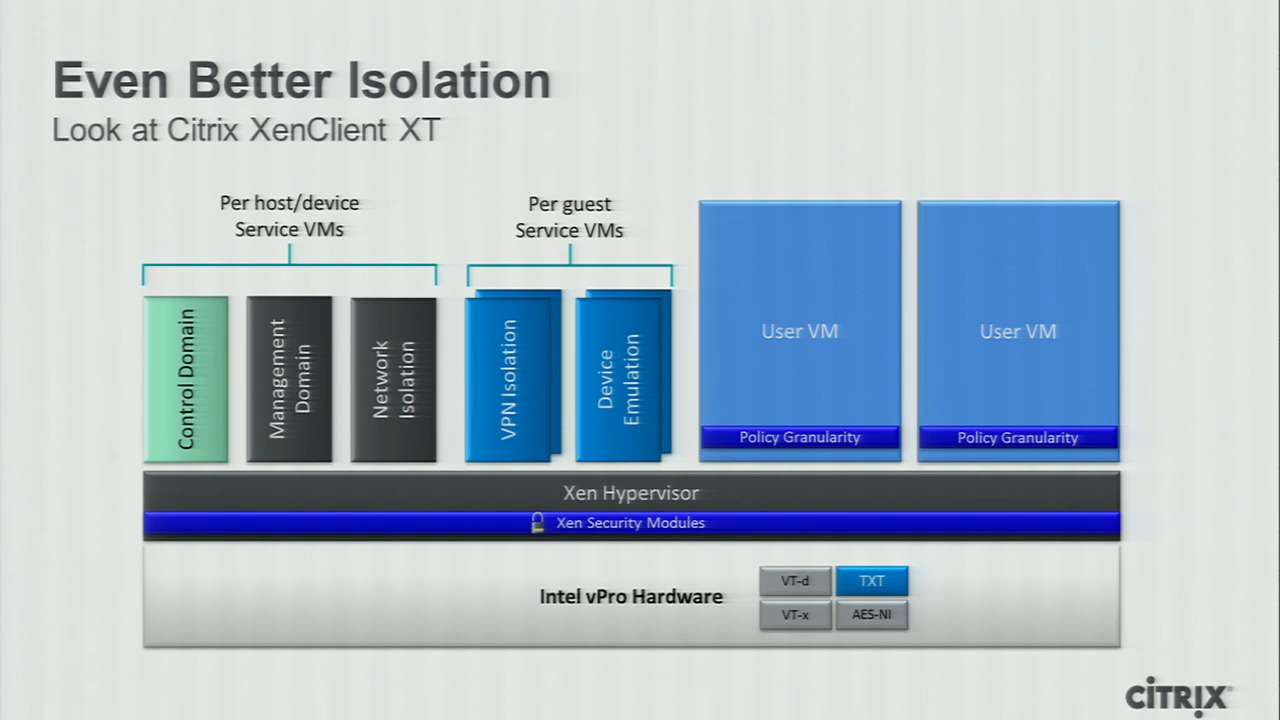 Even Better Isolation
Look at Citrix XenClient XT
Per host/device
Service VMs
Per guest
Service VMs
Control Domain
Management
Domain
Network
Isolation
VPN Isolation
Device
Emulation
User VM
User VM
Policy Granularity
Policy Granularity
Xen Hypervisor
Xen Security Modules
Intel vPro Hardware
VT-d
TXT
VT-x
AES-NI
CİTRIX